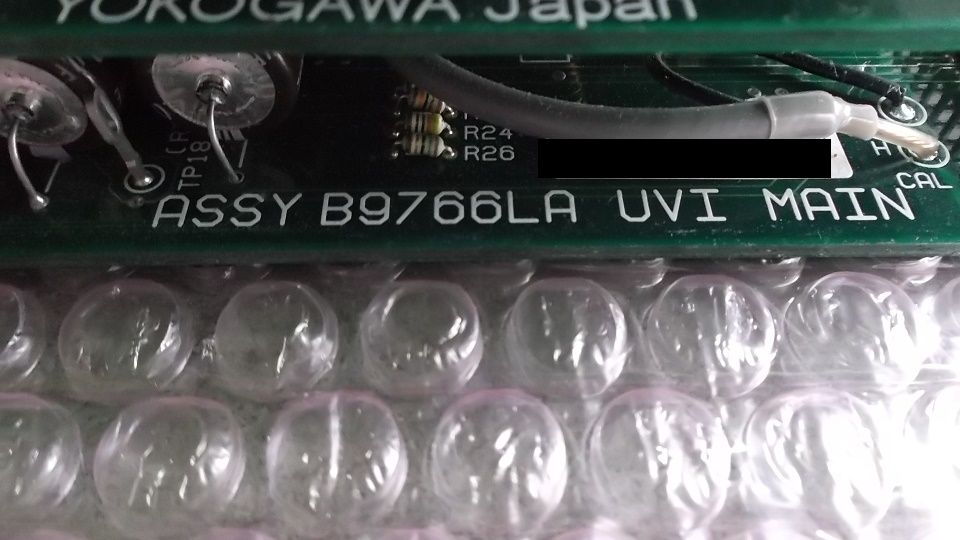 YOKOGAWA Japan
R24
R26
TP18
H
CAL
ASSY B9766LA UVI MAIN